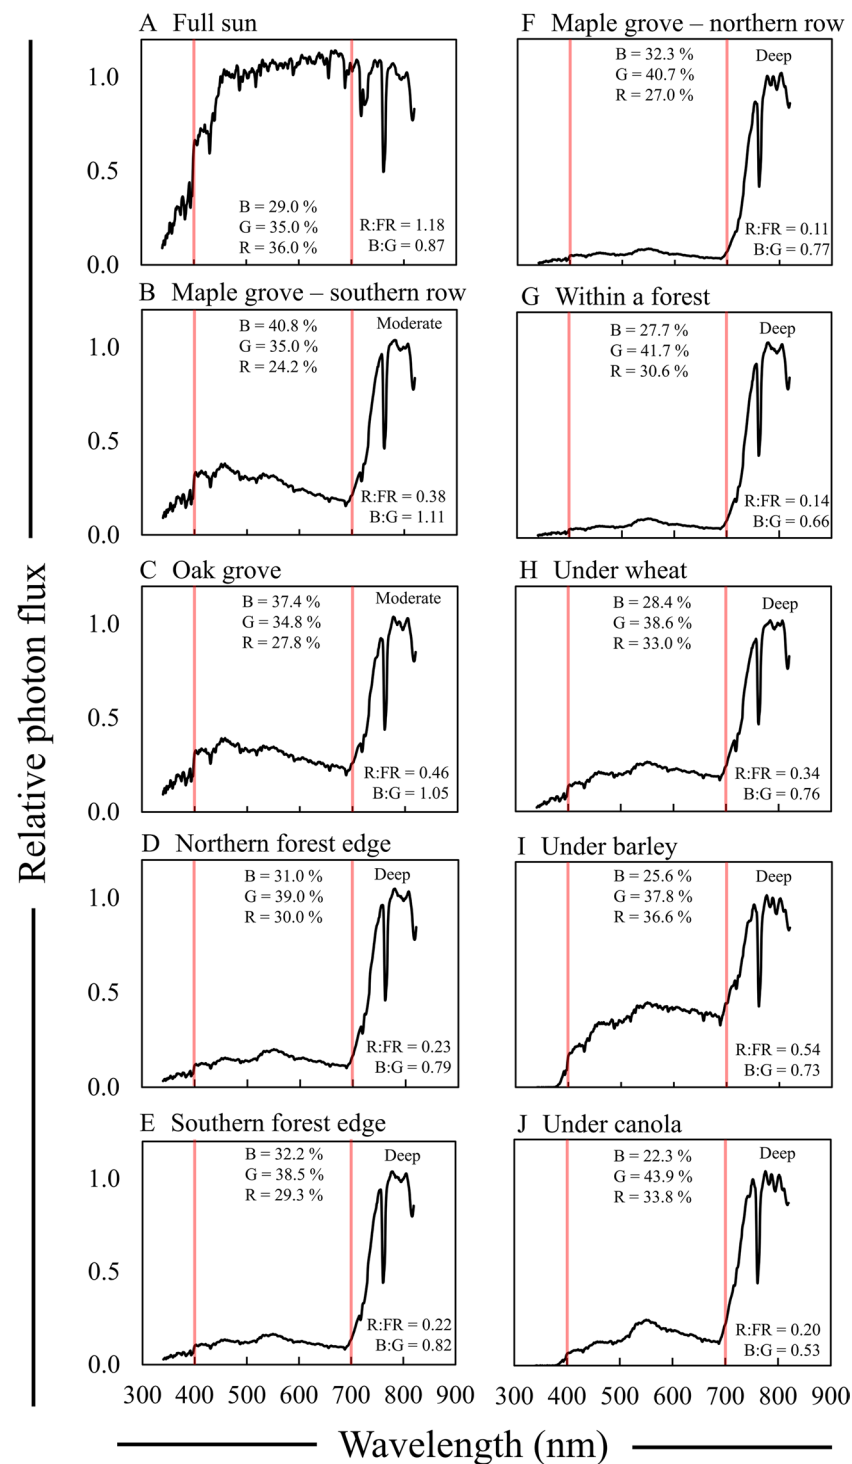 Relative photon flux
A Full sun
1.0
0.5
0.0
B = 29.0 %
G = 35.0 %
R = 36.0 %
R:FR = 1.18
B:G = 0.87
B Maple grove – southern row
1.0
0.5
0.0
B = 40.8 %
G = 35.0 %
R = 24.2 %
Moderate
R:FR = 0.38
B:G = 1.11
C Oak grove
1.0
0.5
0.0
B = 37.4 %
G = 34.8 %
R = 27.8 %
Moderate
R:FR = 0.46
B:G = 1.05
D Northern forest edge
1.0
0.5
0.0
B = 31.0 %
G = 39.0 %
R = 30.0 %
Deep
R:FR = 0.23
B:G = 0.79
E Southern forest edge
1.0
0.5
0.0
B = 32.2 %
G = 38.5 %
R = 29.3 %
Deep
R:FR = 0.22
B:G = 0.82
300 400 500 600 700 800 900
F Maple grove – northern row
B = 32.3 %
G = 40.7 %
R = 27.0 %
Deep
R:FR = 0.11
B:G = 0.77
G Within a forest
B = 27.7 %
G = 41.7 %
R = 30.6 %
Deep
R:FR = 0.14
B:G = 0.66
H Under wheat
B = 28.4 %
G = 38.6 %
R = 33.0 %
Deep
R:FR = 0.34
B:G = 0.76
I Under barley
B = 25.6 %
G = 37.8 %
R = 36.6 %
Deep
R:FR = 0.54
B:G = 0.73
J Under canola
B = 22.3 %
G = 43.9 %
R = 33.8 %
Deep
R:FR = 0.20
B:G = 0.53
300 400 500 600 700 800 900
Wavelength (nm)